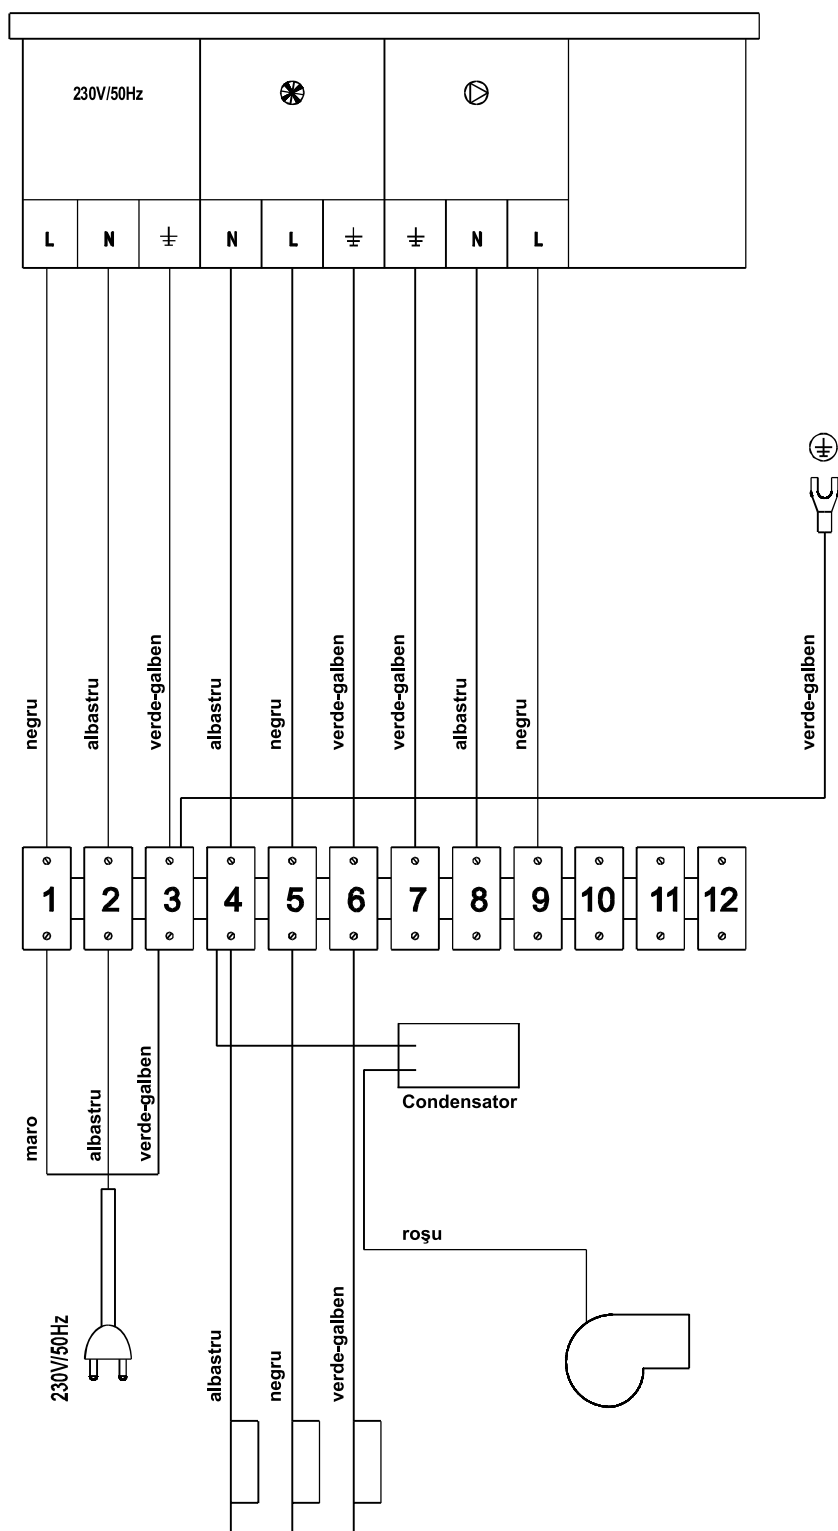 230V/50Hz
L N N L N L
negru
albastru
verde-galben
albastru
negru
verde-galben
verde-galben
albastru
negru
verde-galben
1 2 3 4 5 6 7 8 9 10 11 12
maro
albastru
verde-galben
Condensator
roşu
230V/50Hz
albastru
negru
verde-galben